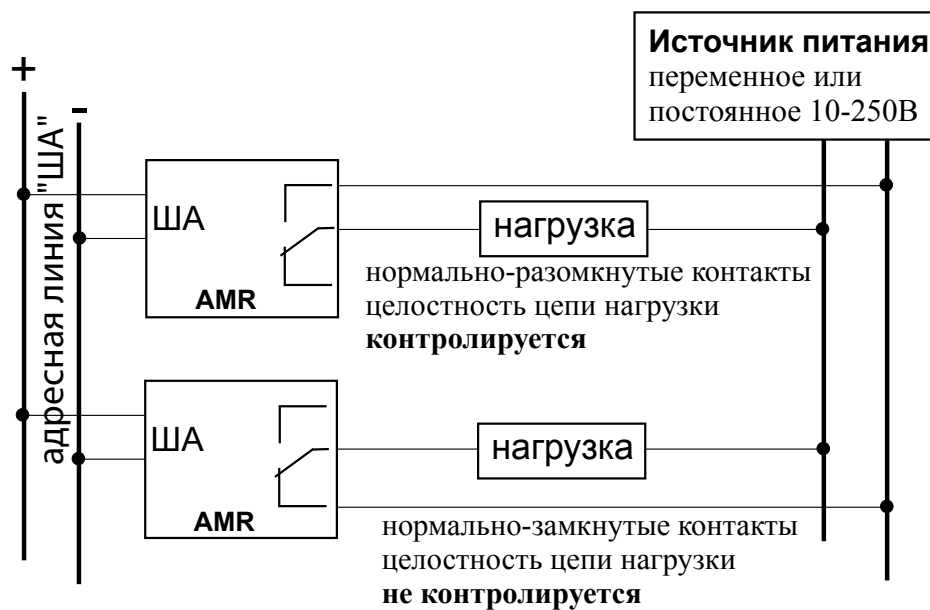 Источник питания
переменное или
постоянное 10-250В
+
-
адресная линия "ША"
ША
AMR
нагрузка
нормально-разомкнутые контакты
целостность цепи нагрузки
контролируется
ША
AMR
нагрузка
нормально-замкнутые контакты
целостность цепи нагрузки
не контролируется